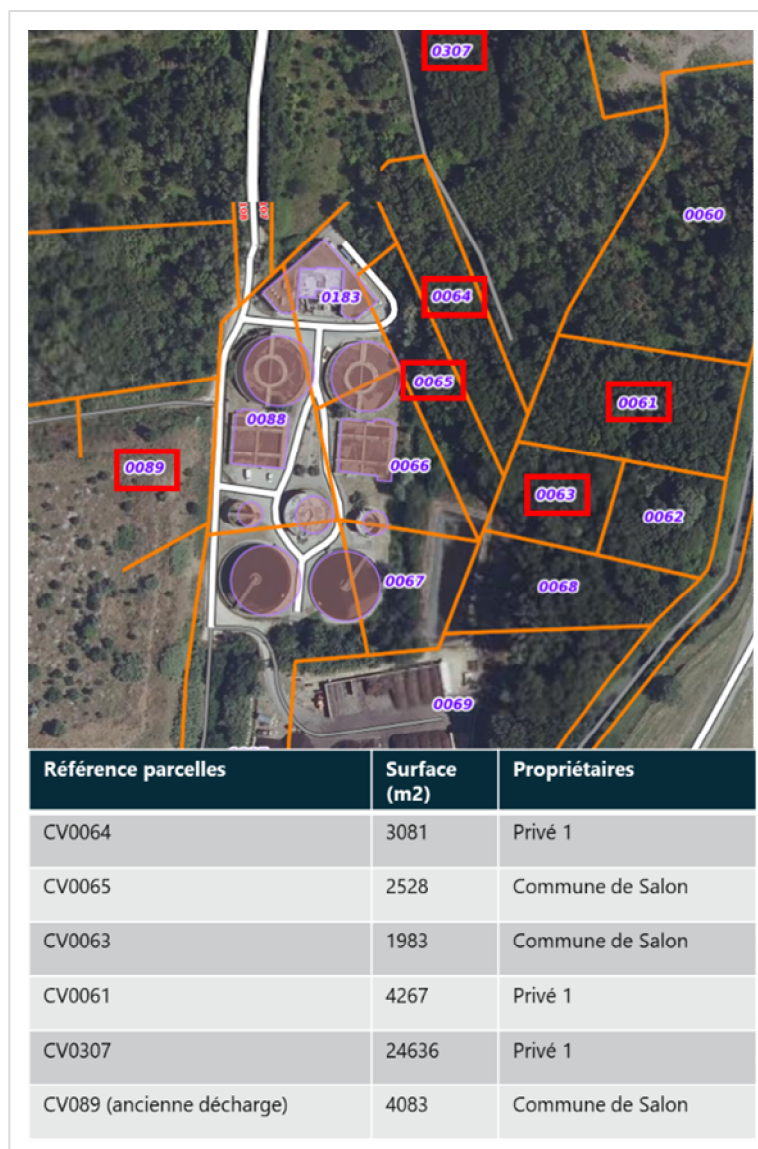 0307
0060
108
107
0183
0064
0065
0061
0088
0066
0089
0063
0062
0067
0068
0069
Référence parcelles Surface (m2) Propriétaires
CV0064 3081 Privé 1
CV0065 2528 Commune de Salon
CV0063 1983 Commune de Salon
CV0061 4267 Privé 1
CV0307 24636 Privé 1
CV089 (ancienne décharge) 4083 Commune de Salon